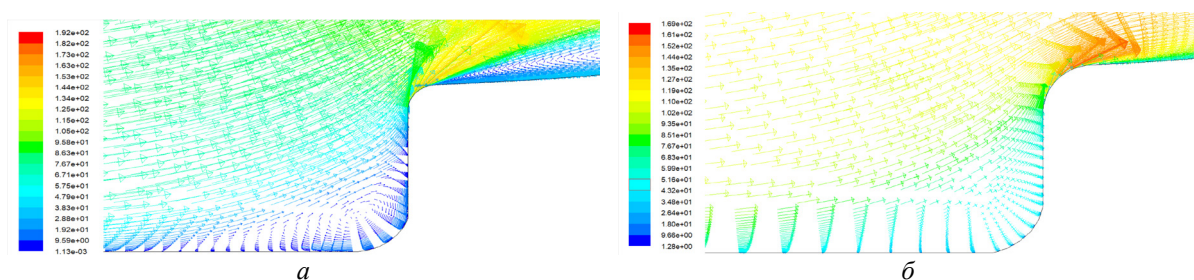 1.92e+02
1.82e+02
1.73e+02
1.63e+02
1.53e+02
1.44e+02
1.34e+02
1.25e+02
1.15e+02
1.05e+02
9.58e+01
8.63e+01
7.67e+01
6.71e+01
5.75e+01
4.79e+01
3.83e+01
2.88e+01
1.92e+01
9.59e+00
1.13e-03
а
1.69e+02
1.61e+02
1.52e+02
1.44e+02
1.35e+02
1.27e+02
1.19e+02
1.10e+02
1.02e+02
9.35e+01
8.51e+01
7.67e+01
6.83e+01
5.99e+01
5.16e+01
4.32e+01
3.48e+01
2.64e+01
1.80e+01
9.66e+00
1.28e+00
б